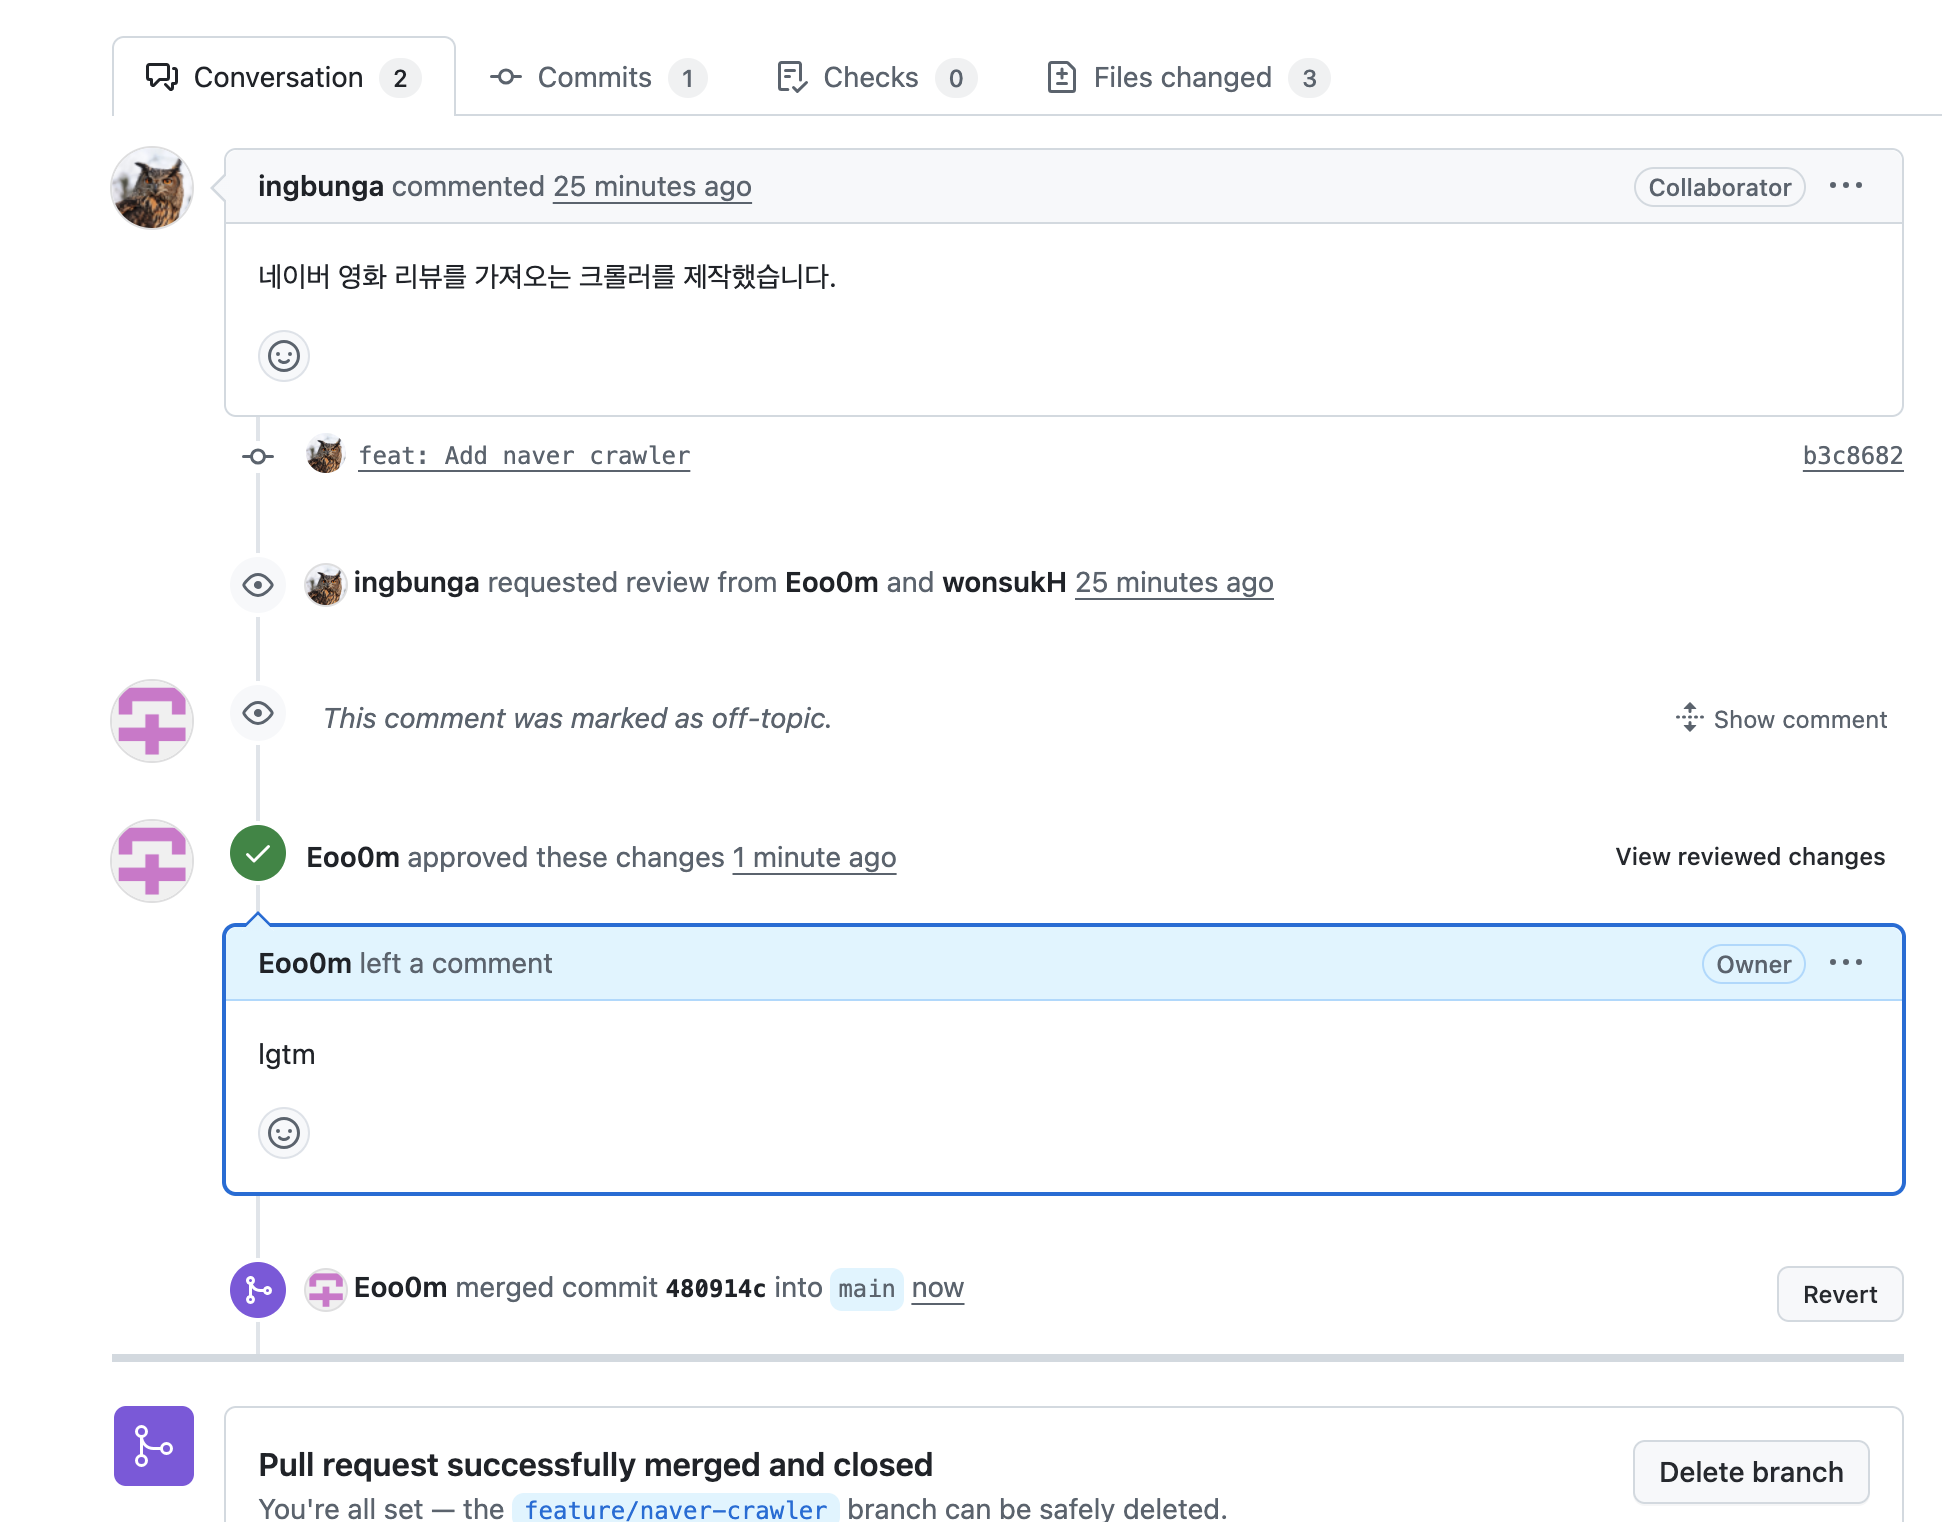 Conversation 2 Commits 1 Checks 0 Files changed 3
ingbunga commented 25 minutes ago Collaborator
네이버 영화 리뷰를 가져오는 크롤러를 제작했습니다.
feat: Add naver crawler b3c8682
ingbunga requested review from Eoo0m and wonsukH 25 minutes ago
This comment was marked as off-topic. Show comment
Eoo0m approved these changes 1 minute ago View reviewed changes
Eoo0m left a comment Owner
lgtm
Eoo0m merged commit 480914c into main now Revert
Pull request successfully merged and closed Delete branch
You're all set — the feature/naver-crawler branch can be safely deleted.